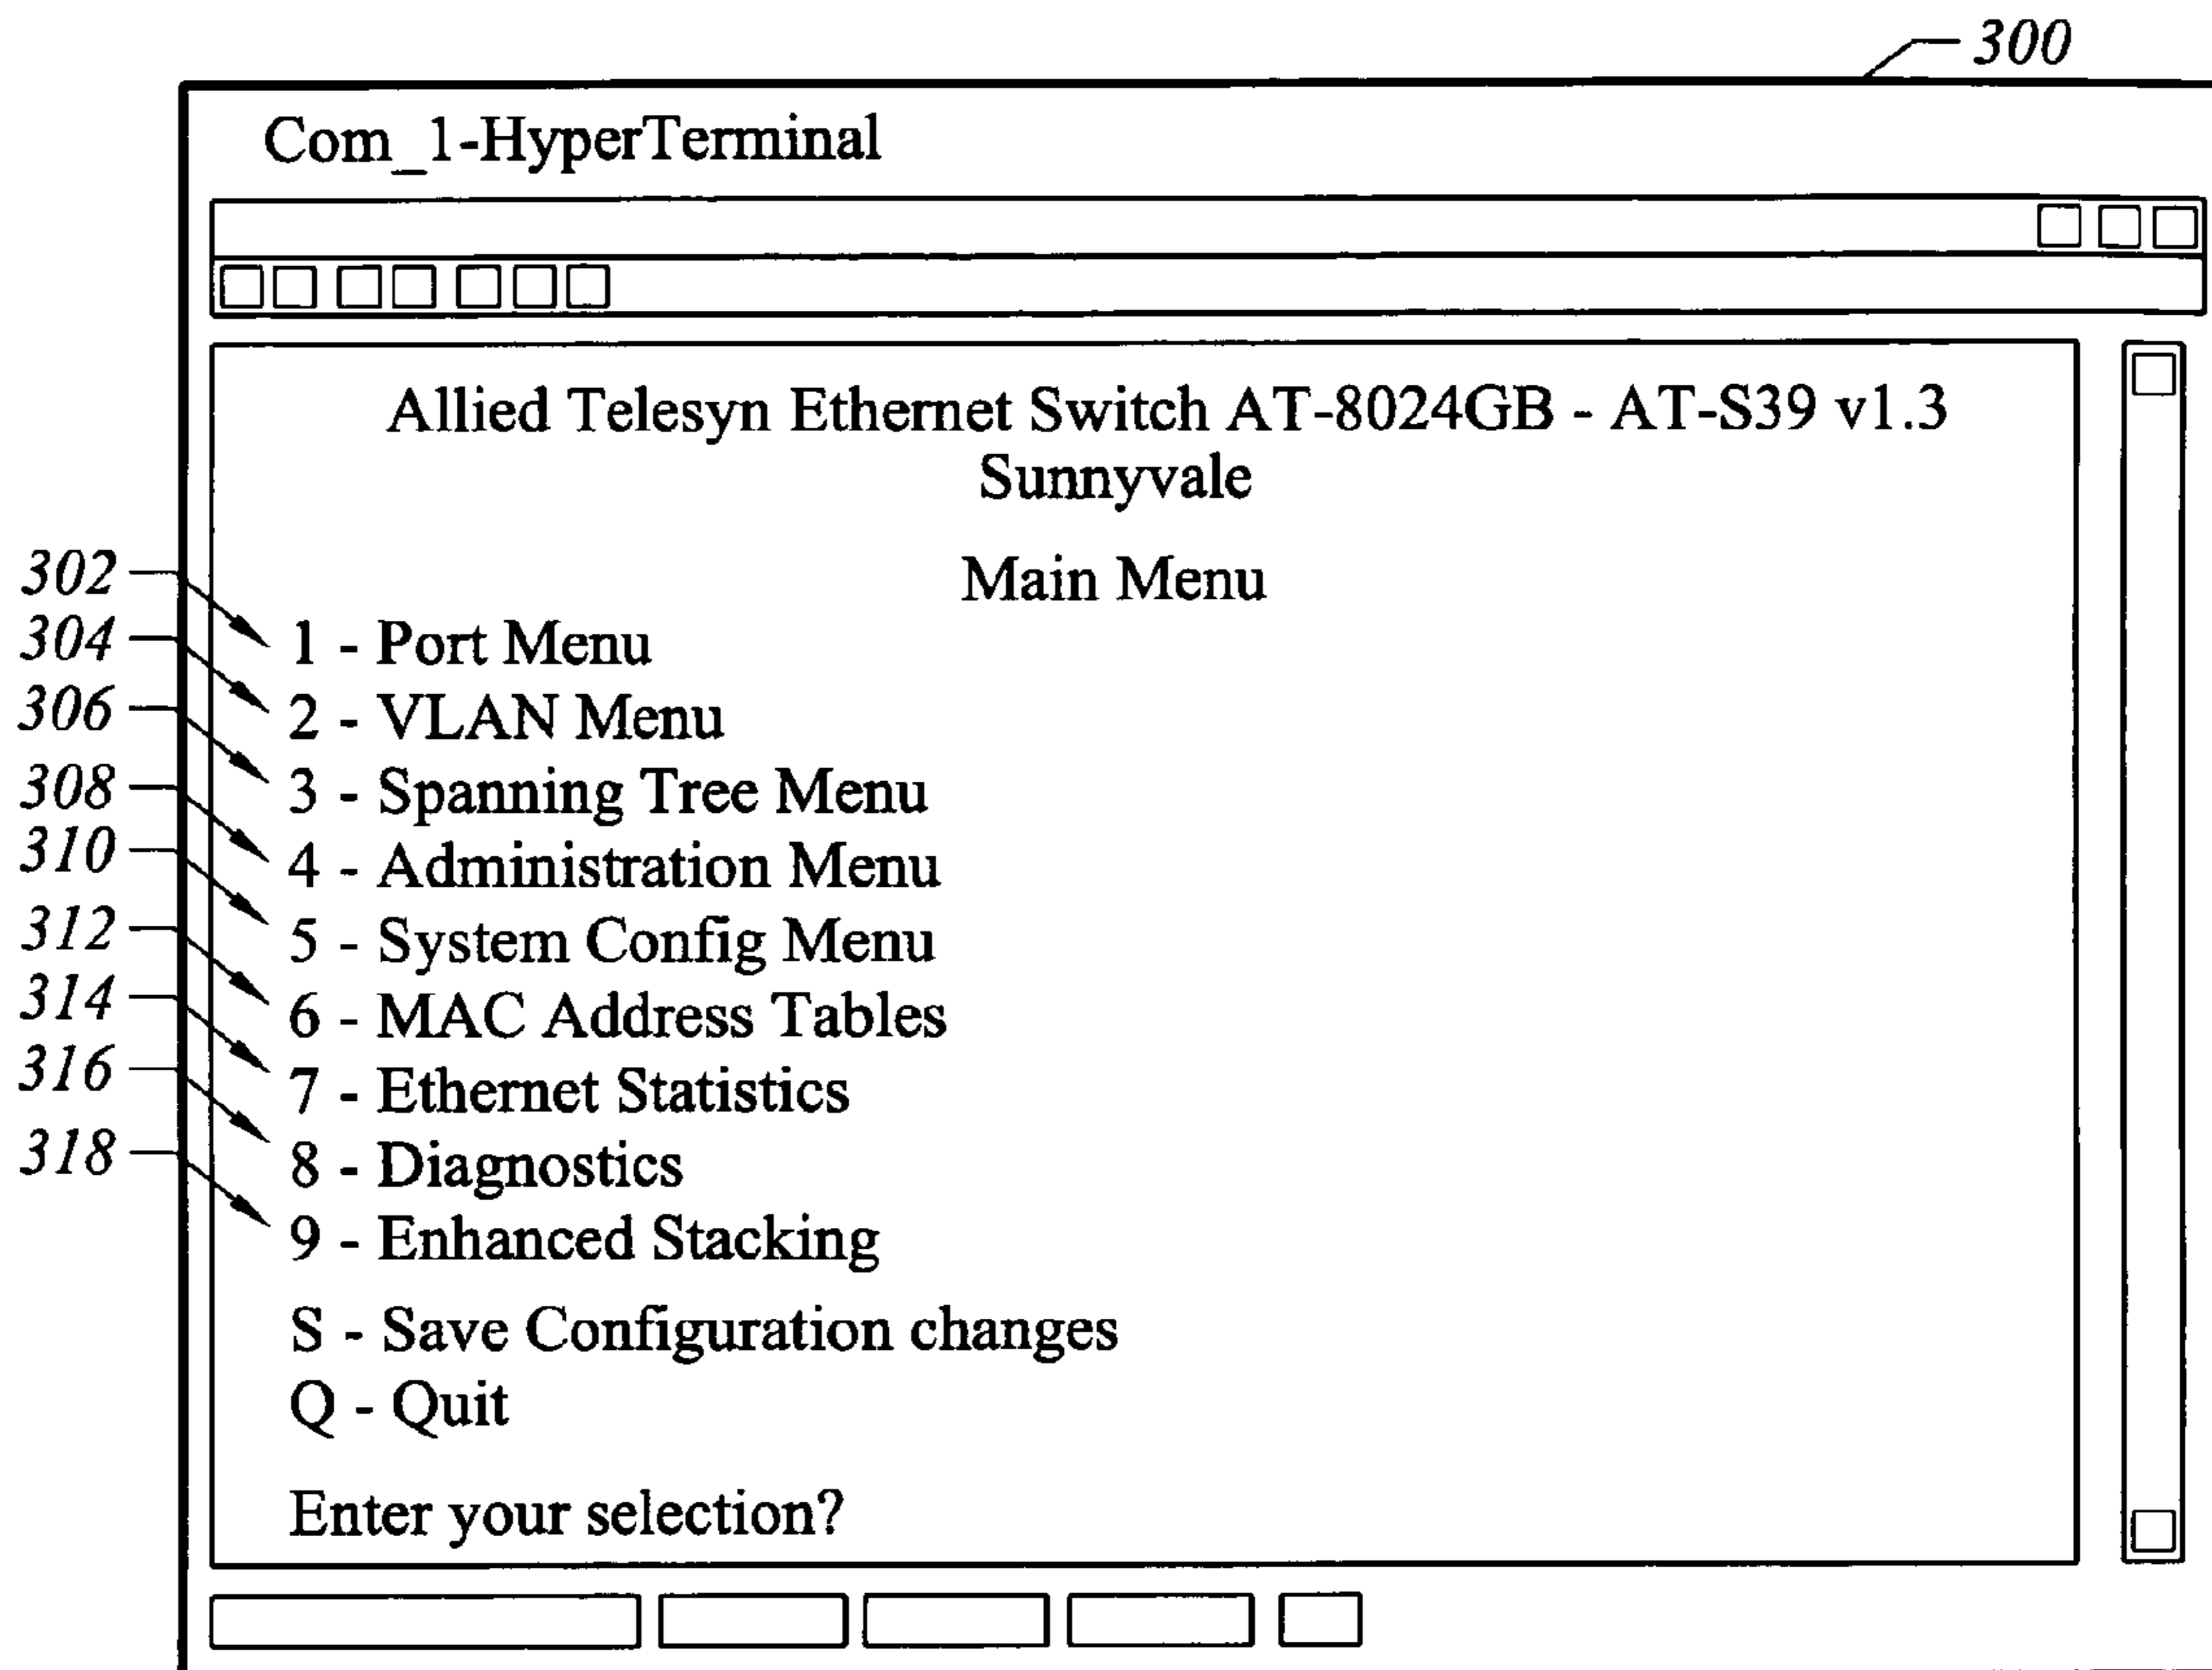 300
Com_1-HyperTerminal
Allied Telesyn Ethernet Switch AT-8024GB - AT-S39 v1.3
Sunnyvale
Main Menu
302
1 - Port Menu
304
2 - VLAN Menu
306
3 - Spanning Tree Menu
308
4 - Administration Menu
310
5 - System Config Menu
312
6 - MAC Address Tables
314
7 - Ethernet Statistics
316
8 - Diagnostics
318
9 - Enhanced Stacking
S - Save Configuration changes
Q - Quit
Enter your selection?